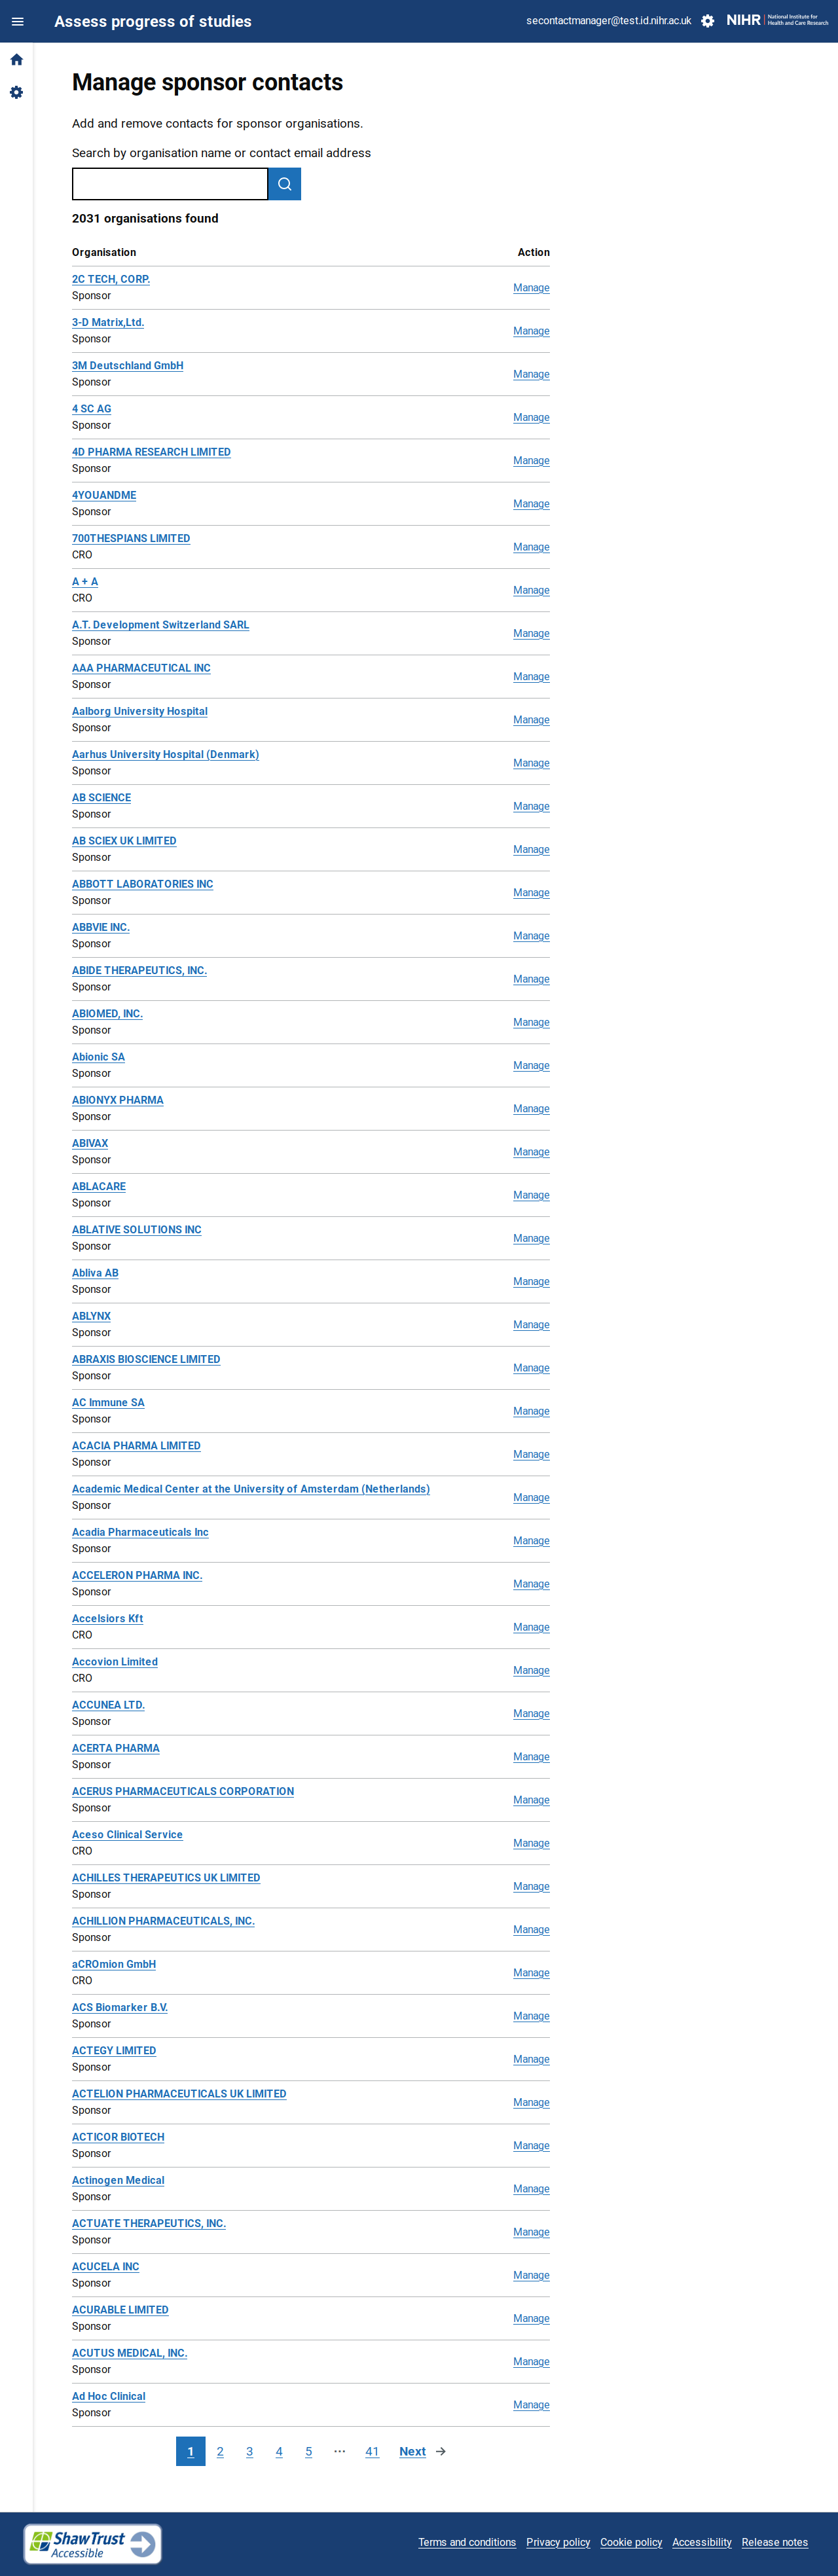 Assess progress of studies
secontactmanager@test.id.nihr.ac.uk
NIHR | National Institute for
Health and Care Research
Manage sponsor contacts
Add and remove contacts for sponsor organisations.
Search by organisation name or contact email address
2031 organisations found
Organisation Action
2C TECH, CORP.
Sponsor
Manage
3-D Matrix,Ltd.
Sponsor
Manage
3M Deutschland GmbH
Sponsor
Manage
4 SC AG
Sponsor
Manage
4D PHARMA RESEARCH LIMITED
Sponsor
Manage
4YOUANDME
Sponsor
Manage
700THESPIANS LIMITED
CRO
Manage
A + A
CRO
Manage
A.T. Development Switzerland SARL
Sponsor
Manage
AAA PHARMACEUTICAL INC
Sponsor
Manage
Aalborg University Hospital
Sponsor
Manage
Aarhus University Hospital (Denmark)
Sponsor
Manage
AB SCIENCE
Sponsor
Manage
AB SCIEX UK LIMITED
Sponsor
Manage
ABBOTT LABORATORIES INC
Sponsor
Manage
ABBVIE INC.
Sponsor
Manage
ABIDE THERAPEUTICS, INC.
Sponsor
Manage
ABIOMED, INC.
Sponsor
Manage
Abionic SA
Sponsor
Manage
ABIONYX PHARMA
Sponsor
Manage
ABIVAX
Sponsor
Manage
ABLACARE
Sponsor
Manage
ABLATIVE SOLUTIONS INC
Sponsor
Manage
Abliva AB
Sponsor
Manage
ABLYNX
Sponsor
Manage
ABRAXIS BIOSCIENCE LIMITED
Sponsor
Manage
AC Immune SA
Sponsor
Manage
ACACIA PHARMA LIMITED
Sponsor
Manage
Academic Medical Center at the University of Amsterdam (Netherlands)
Sponsor
Manage
Acadia Pharmaceuticals Inc
Sponsor
Manage
ACCELERON PHARMA INC.
Sponsor
Manage
Accelsiors Kft
CRO
Manage
Accovion Limited
CRO
Manage
ACCUNEA LTD.
Sponsor
Manage
ACERTA PHARMA
Sponsor
Manage
ACERUS PHARMACEUTICALS CORPORATION
Sponsor
Manage
Aceso Clinical Service
CRO
Manage
ACHILLES THERAPEUTICS UK LIMITED
Sponsor
Manage
ACHILLION PHARMACEUTICALS, INC.
Sponsor
Manage
aCROmion GmbH
CRO
Manage
ACS Biomarker B.V.
Sponsor
Manage
ACTEGY LIMITED
Sponsor
Manage
ACTELION PHARMACEUTICALS UK LIMITED
Sponsor
Manage
ACTICOR BIOTECH
Sponsor
Manage
Actinogen Medical
Sponsor
Manage
ACTUATE THERAPEUTICS, INC.
Sponsor
Manage
ACUCELA INC
Sponsor
Manage
ACURABLE LIMITED
Sponsor
Manage
ACUTUS MEDICAL, INC.
Sponsor
Manage
Ad Hoc Clinical
Sponsor
Manage
1 2 3 4 5 ... 41 Next →
ShawTrust
Accessible
Terms and conditions Privacy policy Cookie policy Accessibility Release notes